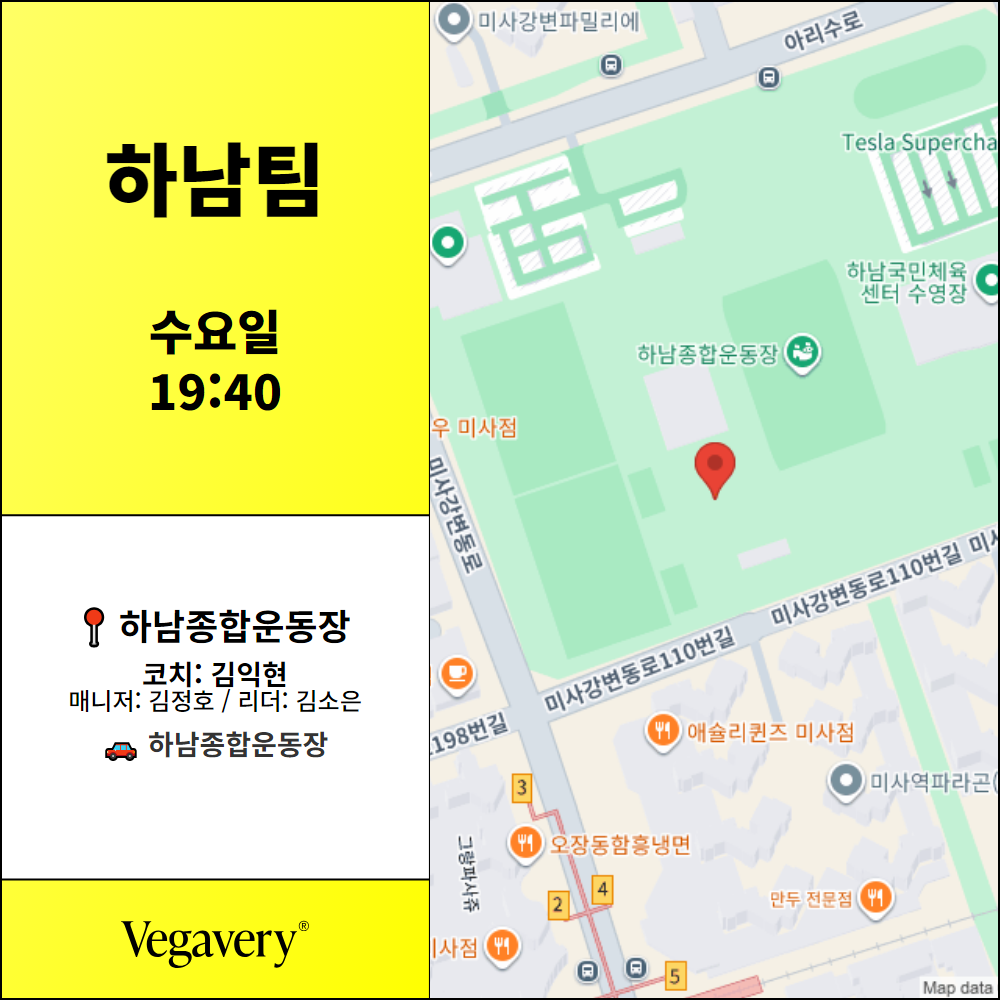 하남팀
수요일
19:40
하남종합운동장
코치: 김익현
매니저: 김정호 / 리더: 김소은
하남종합운동장
Vegavery®
미사강변파밀리에
아리수로
Tesla Supercha
하남국민체육
센터 수영장
하남종합운동장
우 미사점
미사강변동로
미사강변동로110번길
미사강변동로110번길
미사
198번길
애슐리퀸즈 미사점
미사역파라곤(
3
오장동함흥냉면
그랑파사쥬
4
2
만두 전문점
미사점
5
Map data